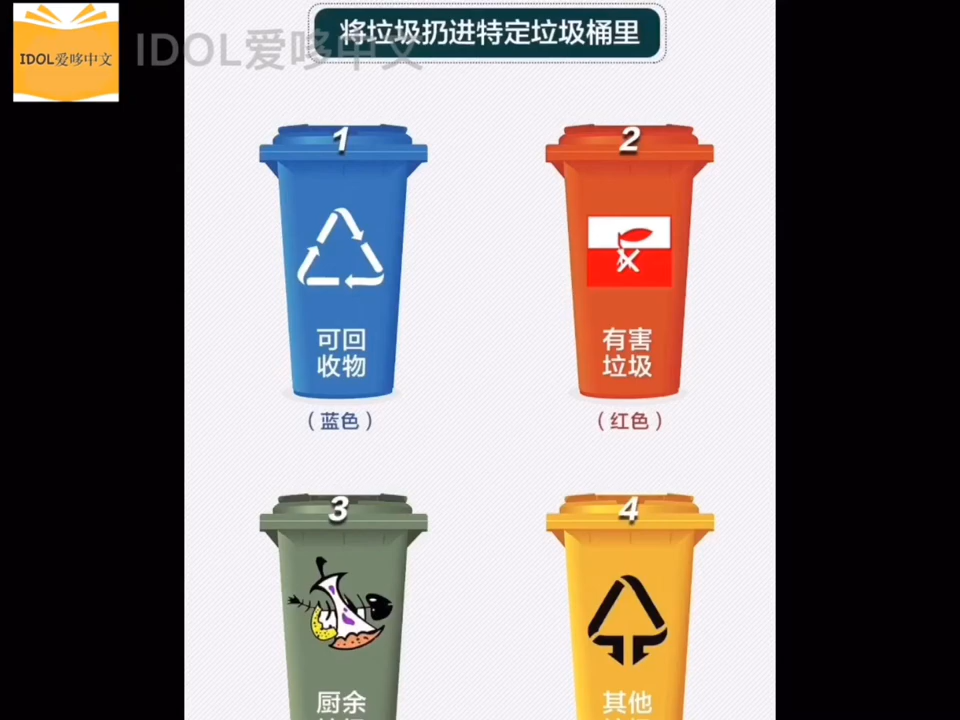 将垃圾扔进特定垃圾桶里
IDOL爱哆中文
IDOL爱哆中文
1
2
可回
收物
有害
垃圾
（蓝色）
（红色）
3
4
厨余
其他